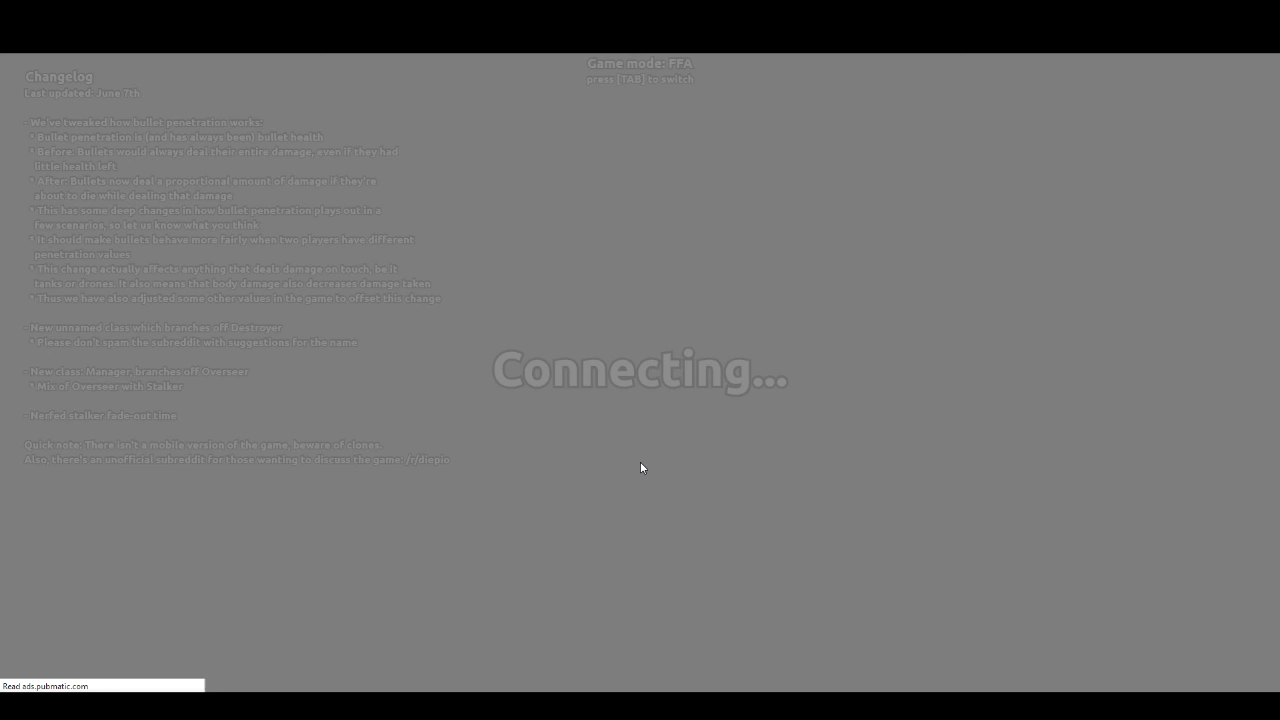 Game mode: FFA
press [TAB] to switch
Changelog
Last updated: June 7th
- We've tweaked how bullet penetration works:
* Bullet penetration is (and has always been) bullet health
* Before: Bullets would always deal their entire damage, even if they had
little health left
* After: Bullets now deal a proportional amount of damage if they're
about to die while dealing that damage
* This has some deep changes in how bullet penetration plays out in a
few scenarios, so let us know what you think
* It should make bullets behave more fairly when two players have different
penetration values
* This change actually affects anything that deals damage on touch, be it
tanks or drones. It also means that body damage also decreases damage taken
* Thus we have also adjusted some other values in the game to offset this change
- New unnamed class which branches off Destroyer
* Please don't spam the subreddit with suggestions for the name
- New class: Manager, branches off Overseer
* Mix of Overseer with Stalker
- Nerfed stalker fade-out time
Quick note: There isn't a mobile version of the game, beware of clones.
Also, there's an unofficial subreddit for those wanting to discuss the game: /r/diepio
Connecting...
Read ads.pubmatic.com